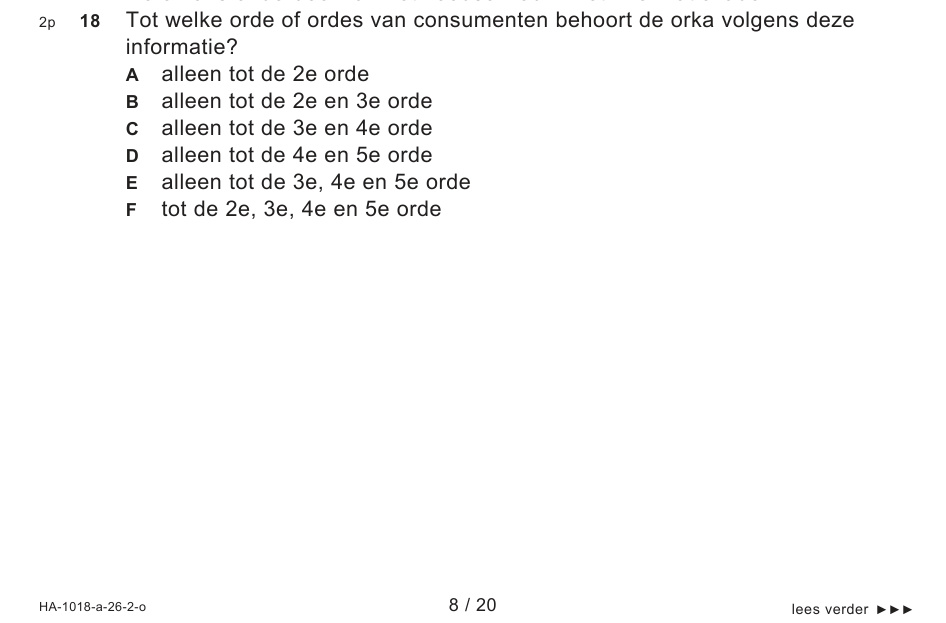 2p 18 Tot welke orde of ordes van consumenten behoort de orka volgens deze
informatie?
A alleen tot de 2e orde
B alleen tot de 2e en 3e orde
C alleen tot de 3e en 4e orde
D alleen tot de 4e en 5e orde
E alleen tot de 3e, 4e en 5e orde
F tot de 2e, 3e, 4e en 5e orde
HA-1018-a-26-2-o 8 / 20 lees verder ►►►